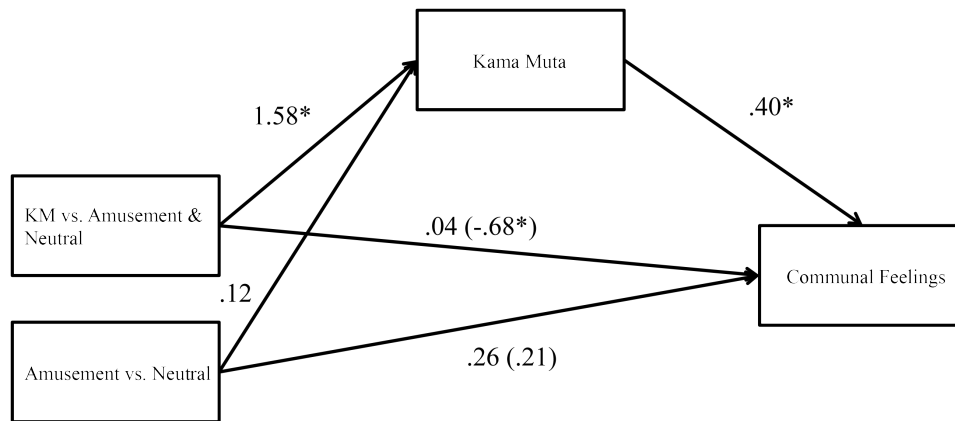 Kama Muta
1.58*
.40*
KM vs. Amusement &
Neutral
.04 (-.68*)
Communal Feelings
.12
Amusement vs. Neutral
.26 (.21)